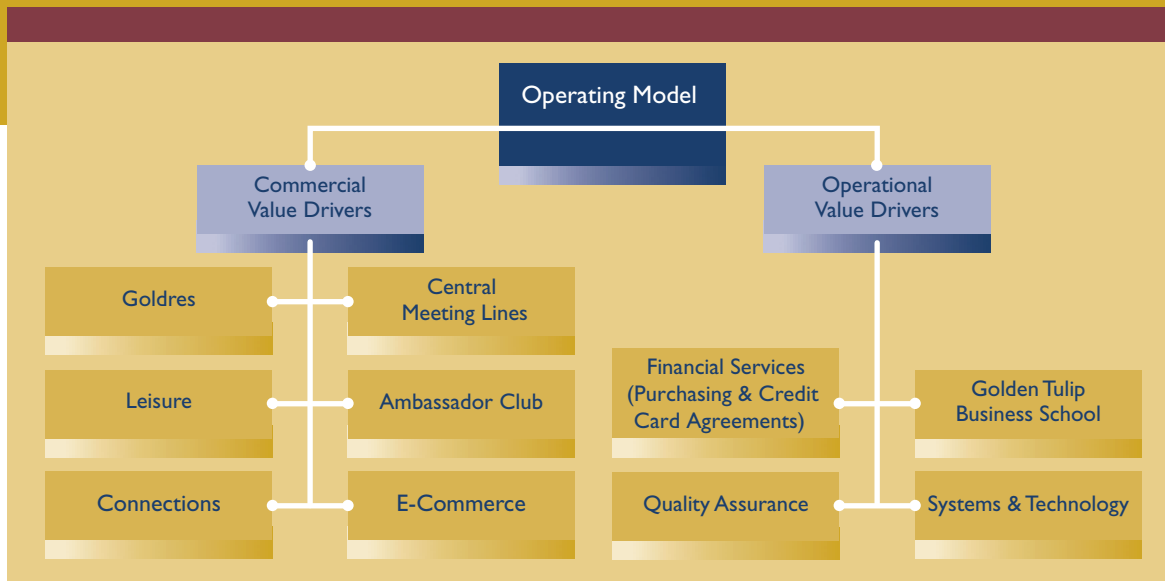 Operating Model
Commercial
Value Drivers
Operational
Value Drivers
Goldres
Central
Meeting Lines
Leisure
Ambassador Club
Connections
E-Commerce
Financial Services
(Purchasing & Credit
Card Agreements)
Golden Tulip
Business School
Quality Assurance
Systems & Technology